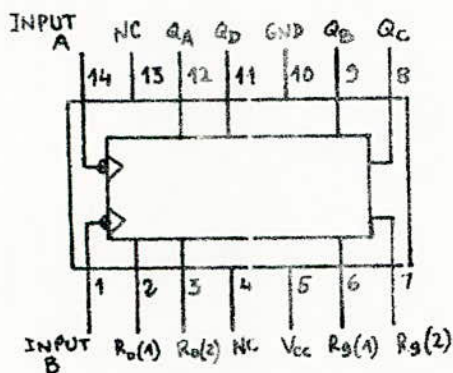 INPUT A NC QA QD GND QB QC
14 13 12 11 10 9 8
1 2 3 4 5 6 7
INPUT B R0(1) R0(2) NC VCC R9(1) R9(2)